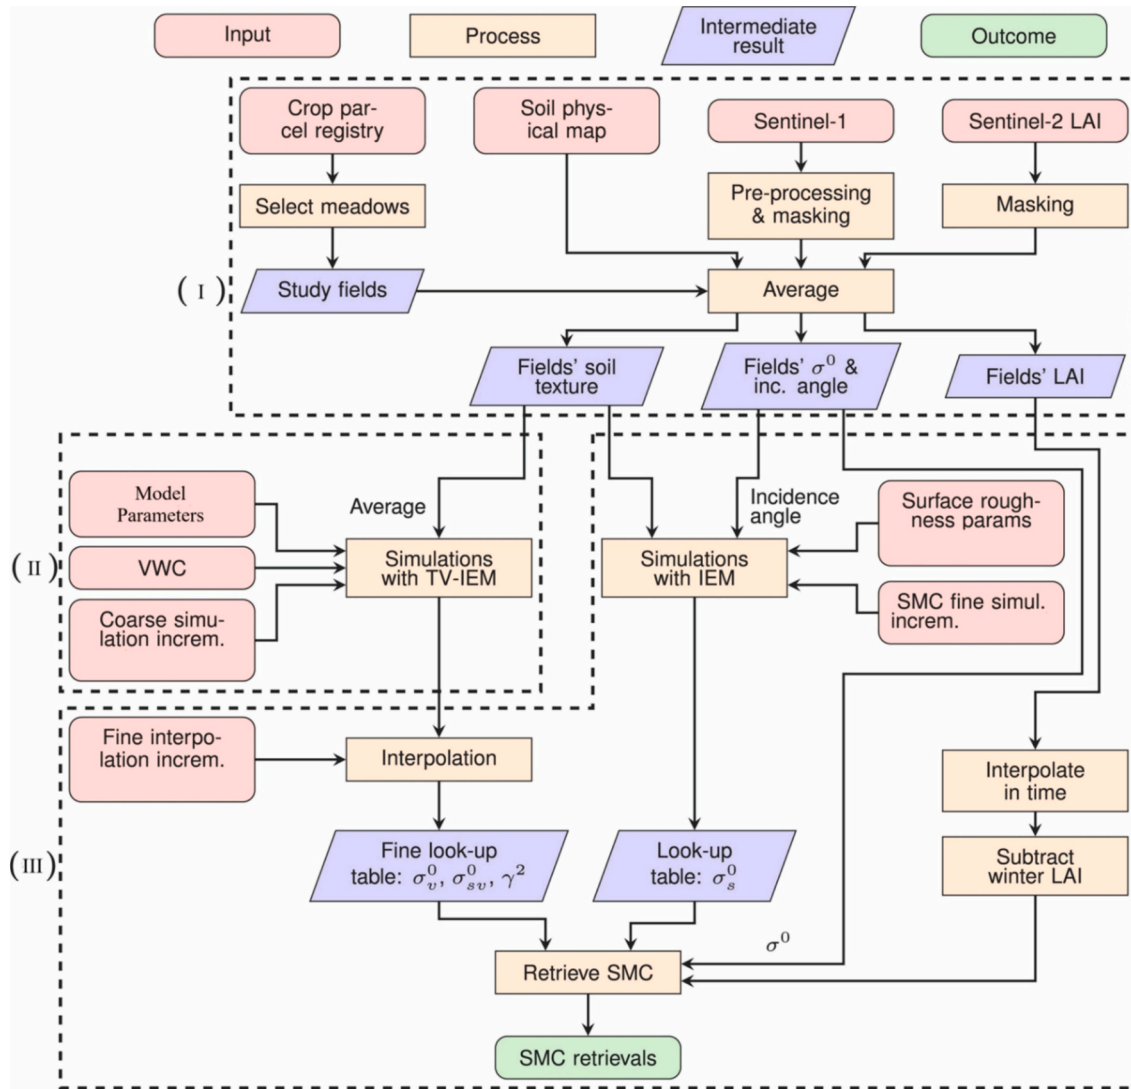 Input
Process
Intermediate
result
Outcome
Crop par-
cel registry
Soil phys-
ical map
Sentinel-1
Sentinel-2 LAI
Select meadows
Pre-processing
& masking
Masking
( I )
Study fields
Average
Fields' soil
texture
Fields' σ⁰ &
inc. angle
Fields' LAI
Model
Parameters
Average
Incidence
angle
Surface rough-
ness params
( II )
VWC
Simulations
with TV-IEM
Simulations
with IEM
Coarse simu-
lation increm.
SMC fine simul.
increm.
Fine interpo-
lation increm.
Interpolation
Interpolate
in time
(III)
Fine look-up
table: σ⁰ᵥ, σ⁰ₛᵥ, γ²
Look-up
table: σ⁰ₛ
Subtract
winter LAI
σ⁰
Retrieve SMC
SMC retrievals